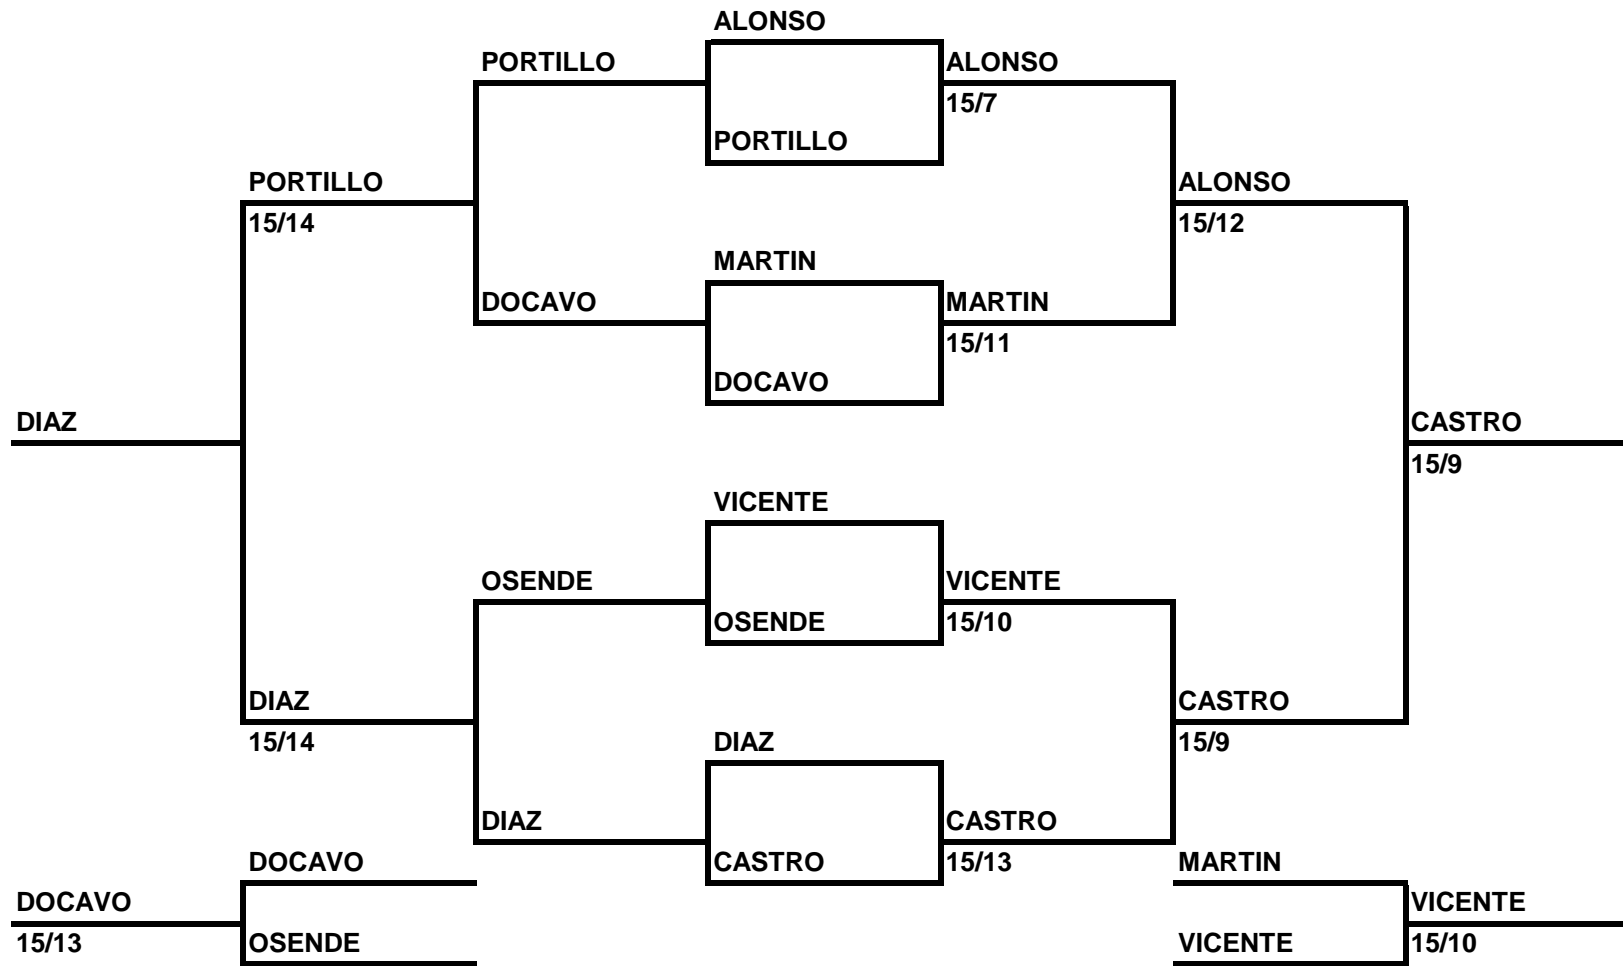 ALONSO
PORTILLO
ALONSO
15/7
PORTILLO
PORTILLO
ALONSO
15/14
15/12
MARTIN
DOCAVO
MARTIN
15/11
DOCAVO
DIAZ
CASTRO
15/9
VICENTE
OSENDE
VICENTE
OSENDE
15/10
DIAZ
CASTRO
15/14
DIAZ
15/9
DIAZ
CASTRO
DOCAVO
CASTRO
15/13
MARTIN
DOCAVO
VICENTE
15/13
OSENDE
VICENTE
15/10